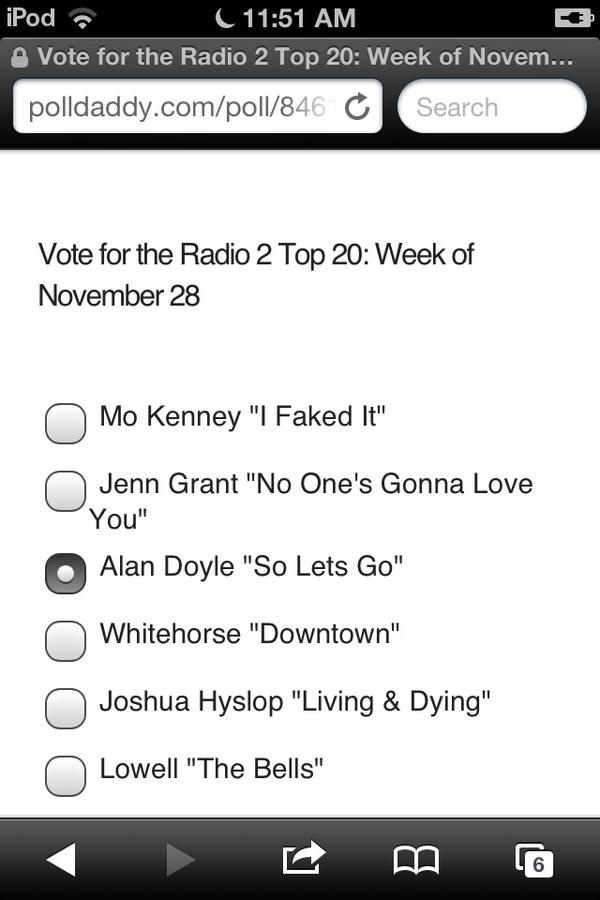 iPod 11:51 AM
Vote for the Radio 2 Top 20: Week of Novem...
polldaddy.com/poll/846 Search
Vote for the Radio 2 Top 20: Week of
November 28
Mo Kenney "I Faked It"
Jenn Grant "No One's Gonna Love
You"
Alan Doyle "So Lets Go"
Whitehorse "Downtown"
Joshua Hyslop "Living & Dying"
Lowell "The Bells"
6